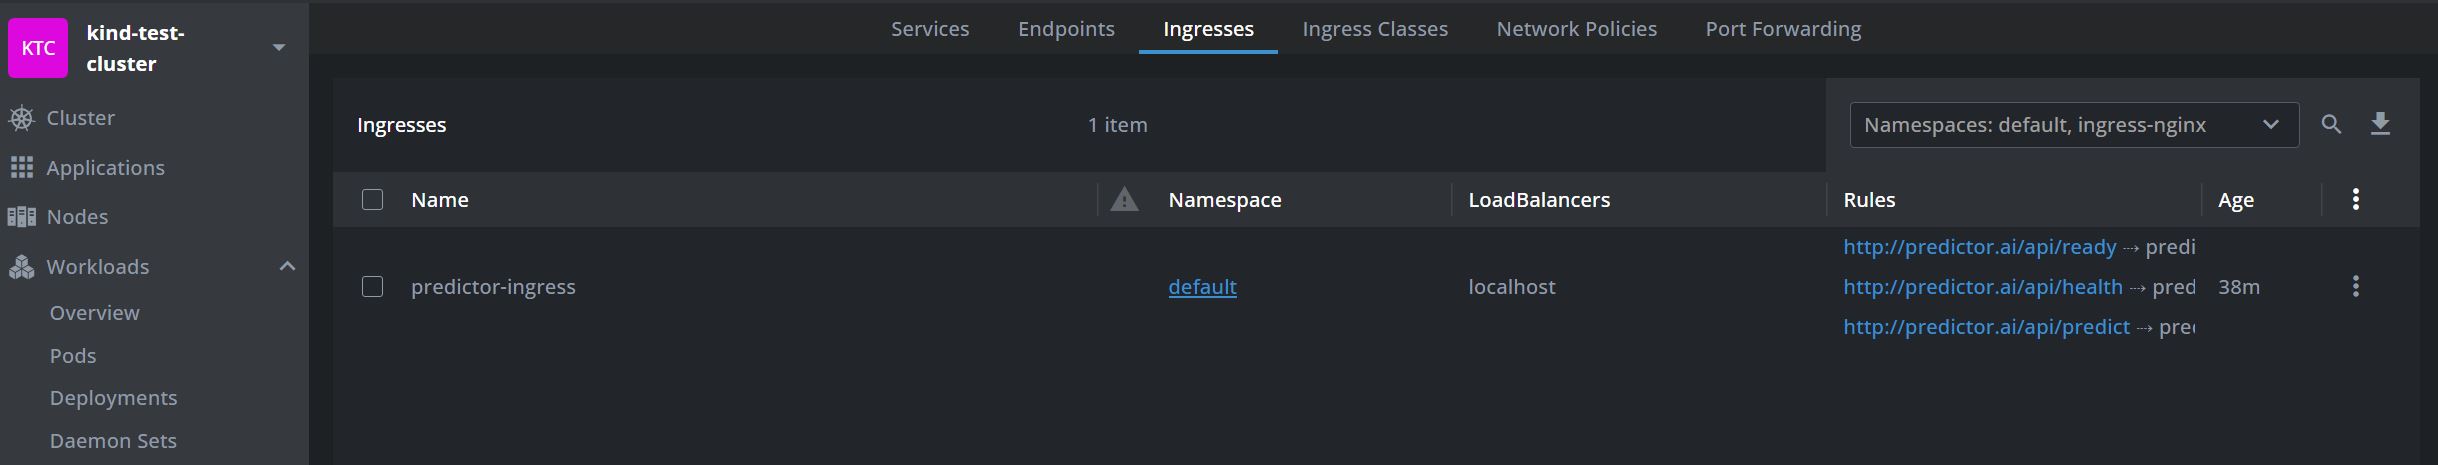 KTC
kind-test-
cluster
Cluster
Applications
Nodes
Workloads
Overview
Pods
Deployments
Daemon Sets
Services Endpoints Ingresses Ingress Classes Network Policies Port Forwarding
Ingresses 1 item Namespaces: default, ingress-nginx
Name Namespace LoadBalancers Rules Age
predictor-ingress default localhost
http://predictor.ai/api/ready ⇢ predi
http://predictor.ai/api/health ⇢ pred
http://predictor.ai/api/predict ⇢ pre
38m